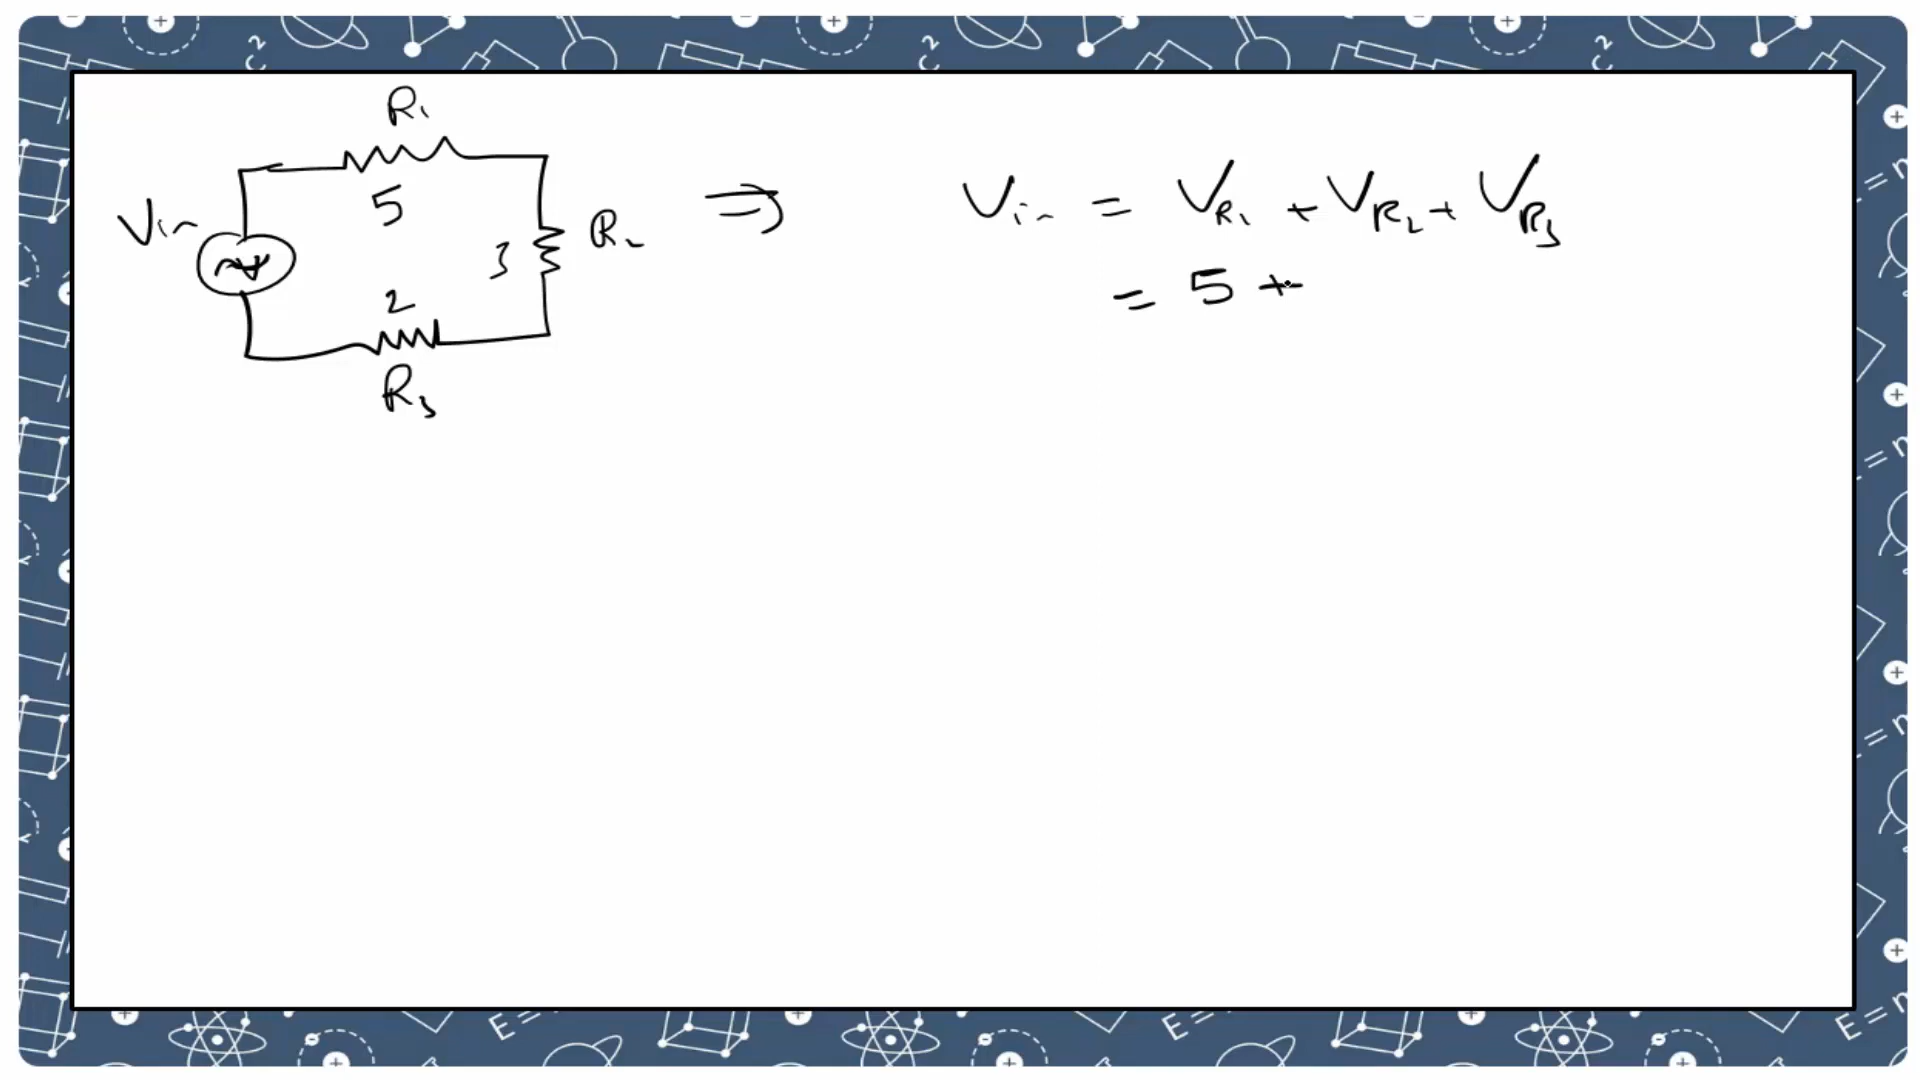 R₁
5
Vin
R₂
3
2
R₃
⇒ Vin = VR₁ + VR₂ + VR₃
= 5 +